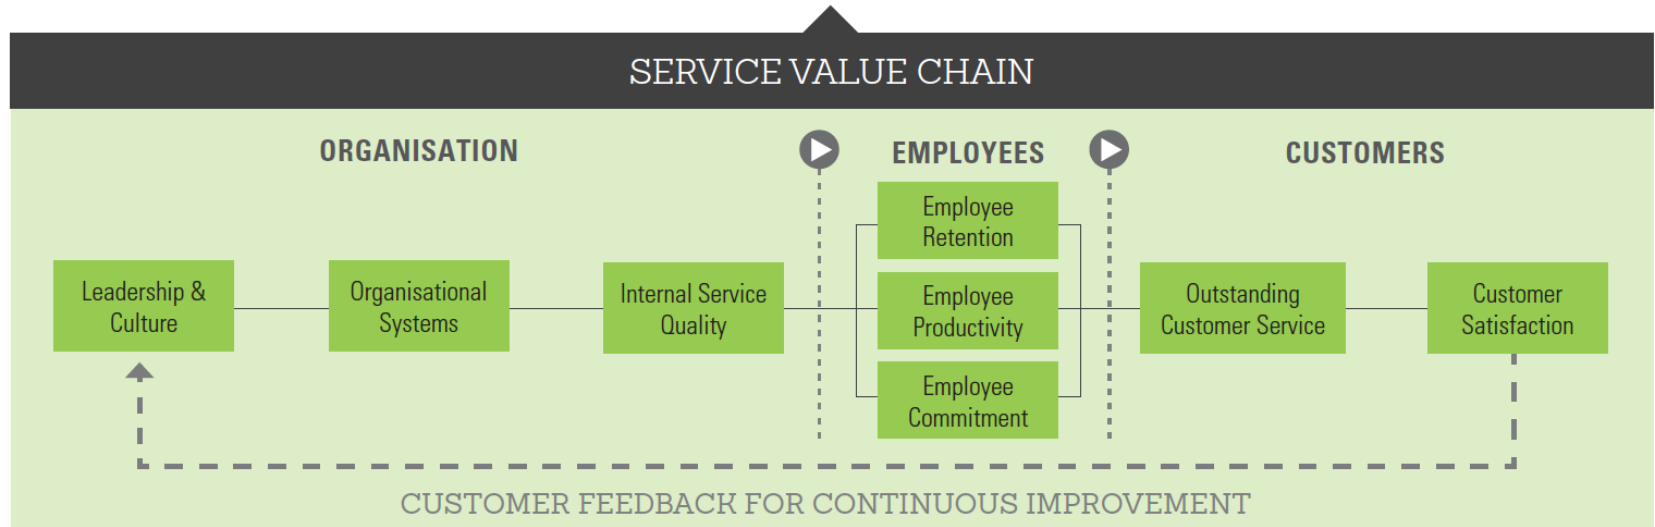 SERVICE VALUE CHAIN
ORGANISATION
EMPLOYEES
CUSTOMERS
Leadership &
Culture
Organisational
Systems
Internal Service
Quality
Employee
Retention
Employee
Productivity
Employee
Commitment
Outstanding
Customer Service
Customer
Satisfaction
CUSTOMER FEEDBACK FOR CONTINUOUS IMPROVEMENT